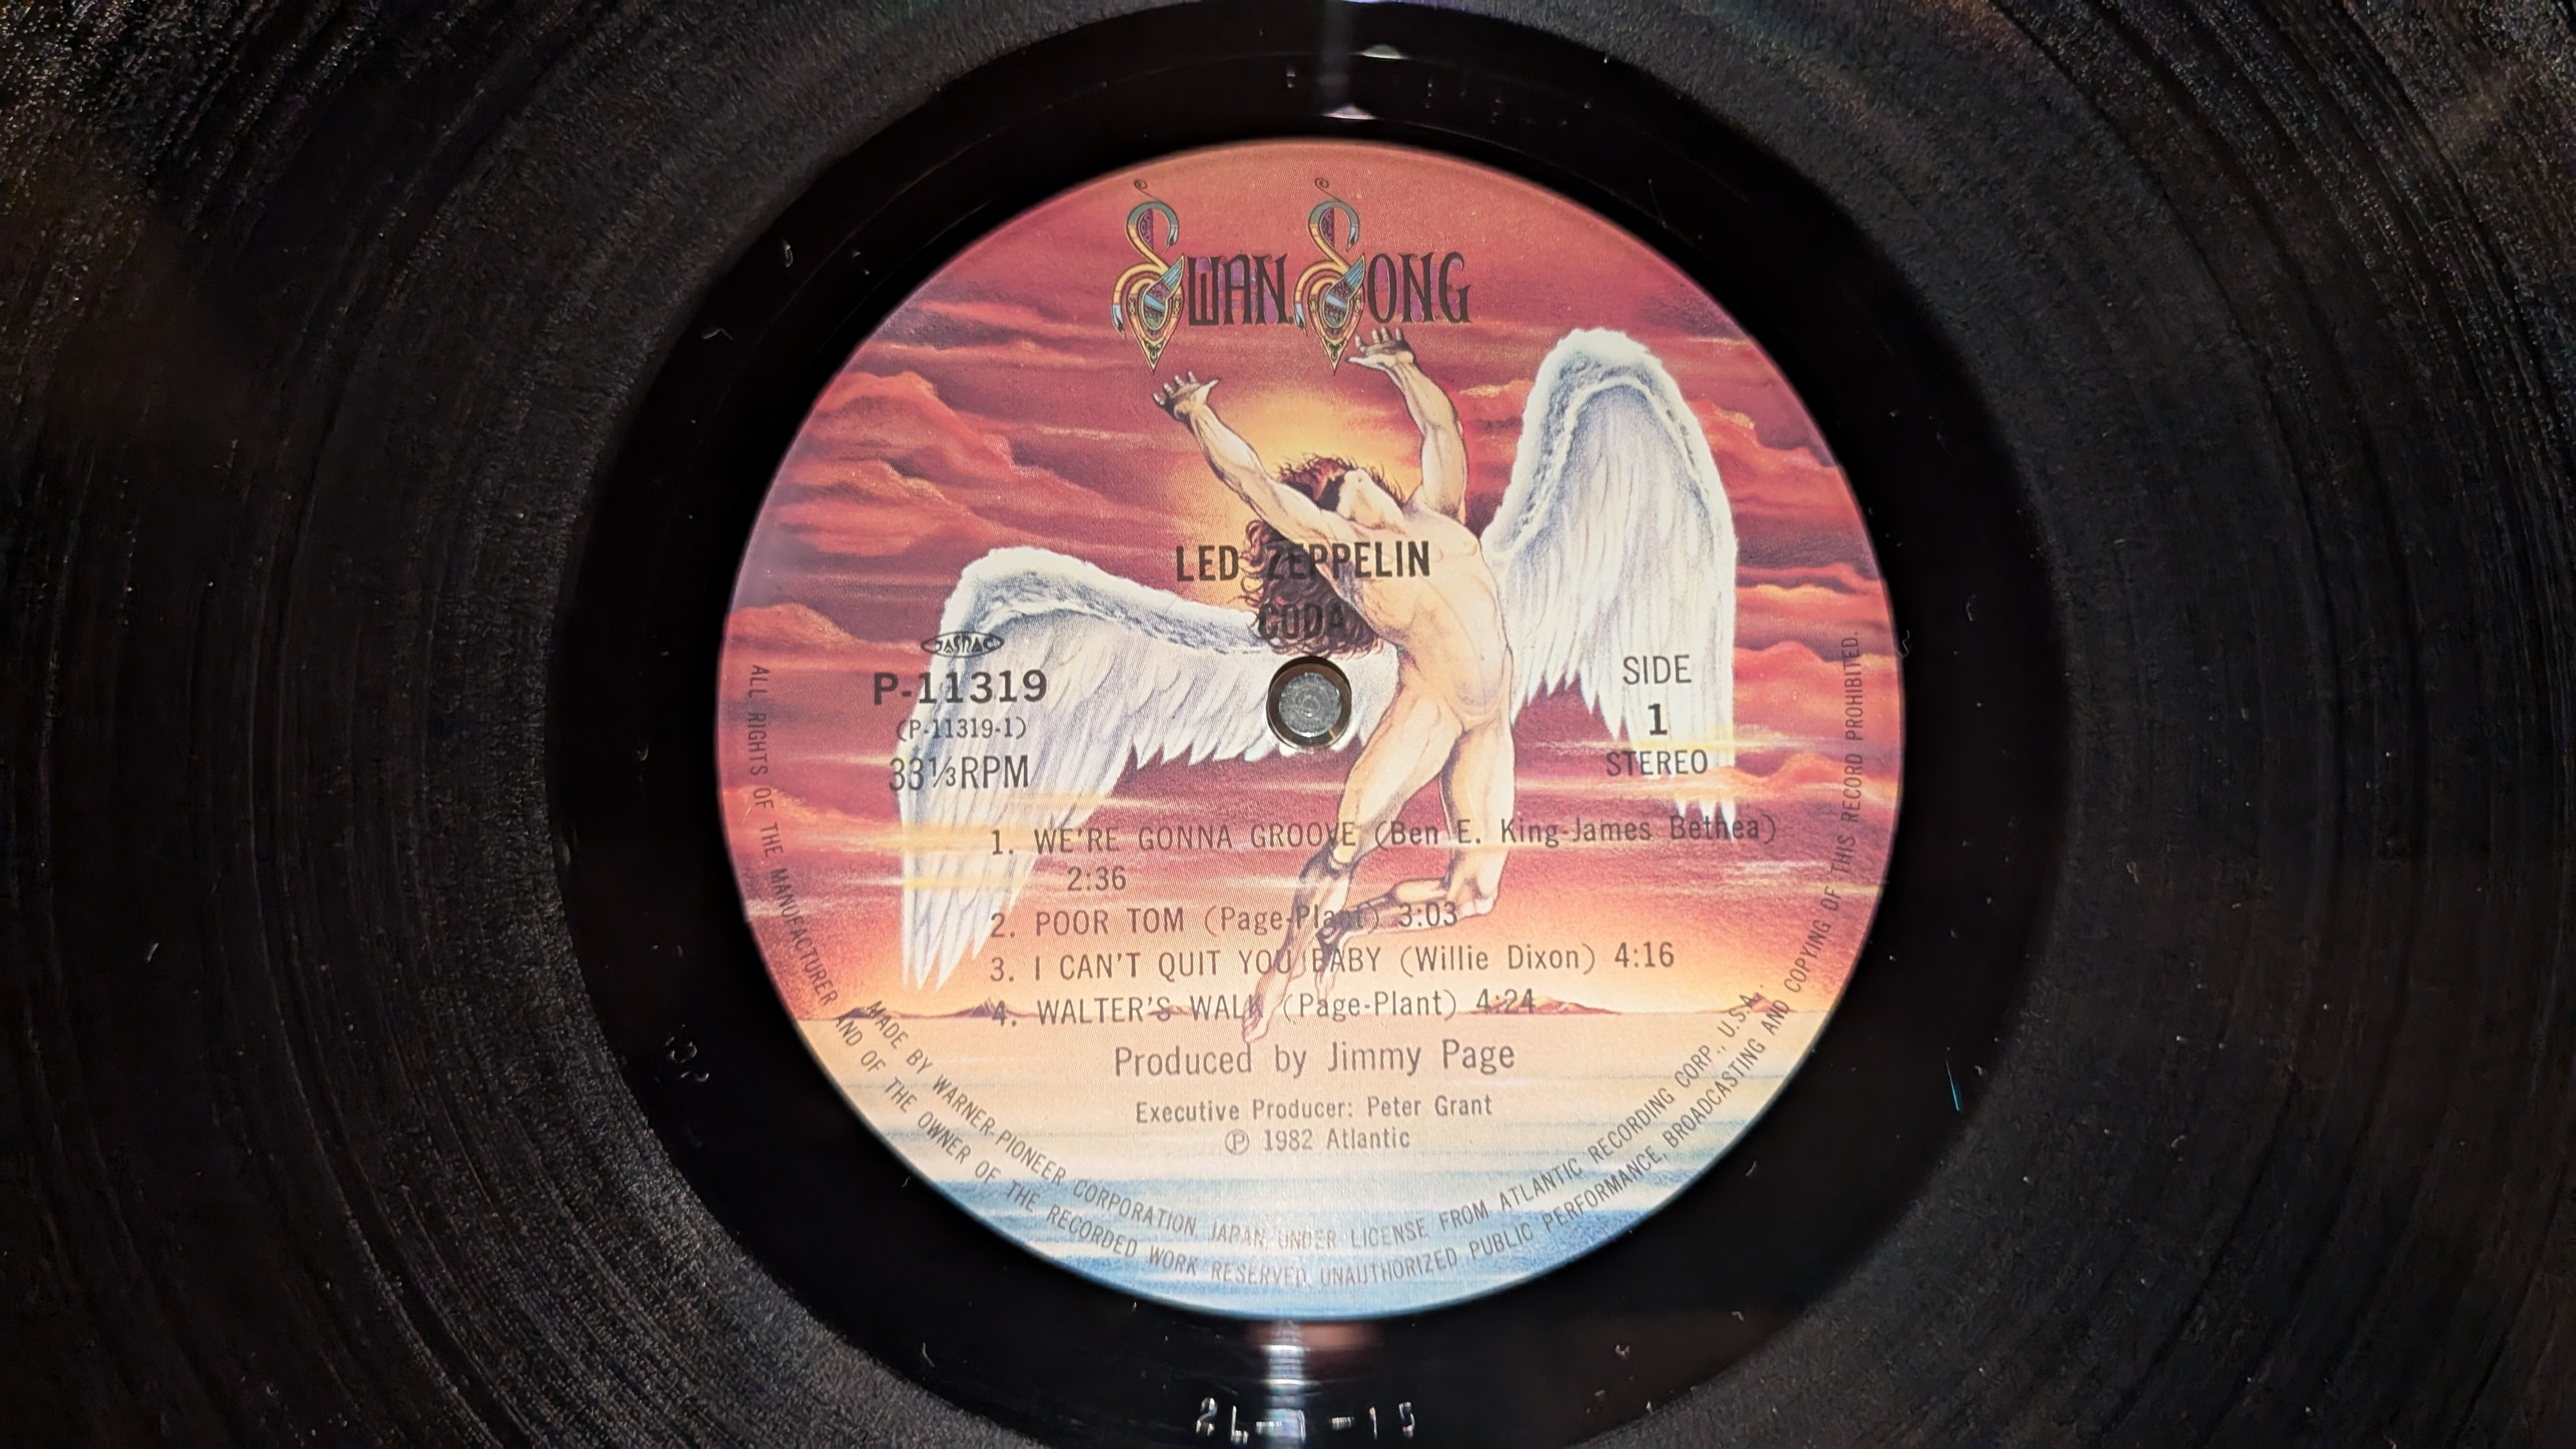 SWAN SONG
LED ZEPPELIN
CODA
JASRAC
P-11319
(P-11319-1)
33⅓RPM
SIDE
1
STEREO
1. WE'RE GONNA GROOVE (Ben E. King-James Bethea)
2:36
2. POOR TOM (Page-Plant) 3:03
3. I CAN'T QUIT YOU BABY (Willie Dixon) 4:16
4. WALTER'S WALK (Page-Plant) 4:24
Produced by Jimmy Page
Executive Producer: Peter Grant
Ⓟ 1982 Atlantic
MADE BY WARNER-PIONEER CORPORATION, JAPAN, UNDER LICENSE FROM ATLANTIC RECORDING CORP., U.S.A.
ALL RIGHTS OF THE MANUFACTURER AND OF THE OWNER OF THE RECORDED WORK RESERVED. UNAUTHORIZED PUBLIC PERFORMANCE, BROADCASTING AND COPYING OF THIS RECORD PROHIBITED.